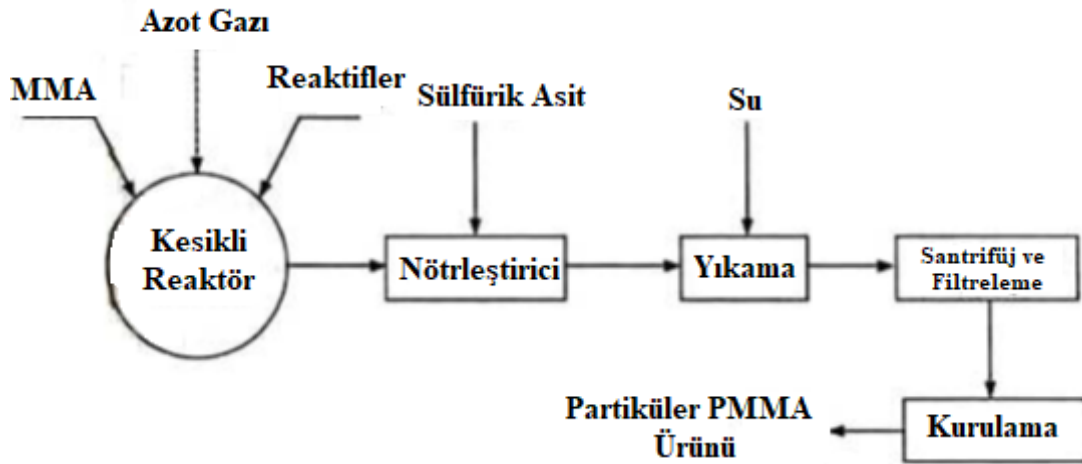 Azot Gazı
MMA
Reaktifler
Sülfürik Asit
Su
Kesikli
Reaktör
Nötrleştirici
Yıkama
Santrifüj ve
Filtreleme
Partiküler PMMA
Ürünü
Kurulama